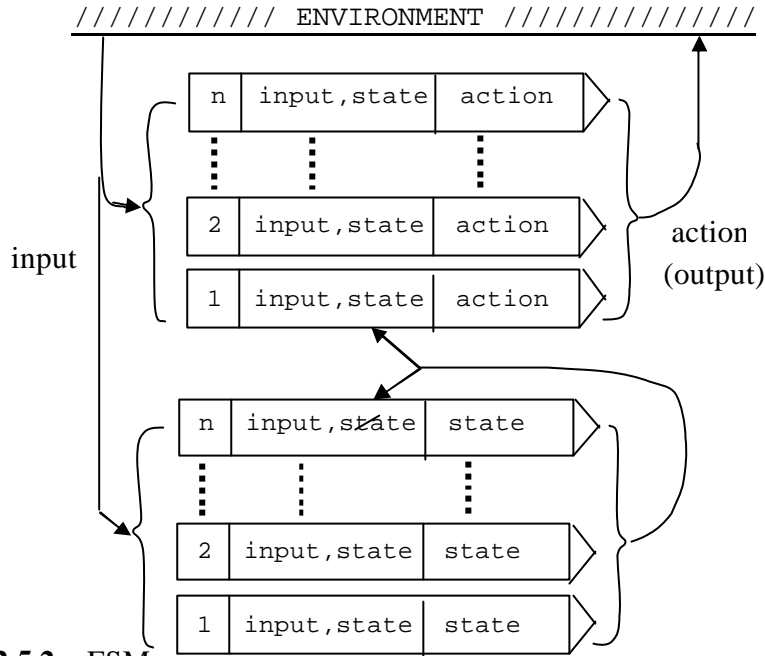 //////////// ENVIRONMENT ///////////////
n input,state action
2 input,state action
1 input,state action
input
action
(output)
n input,state state
2 input,state state
1 input,state state